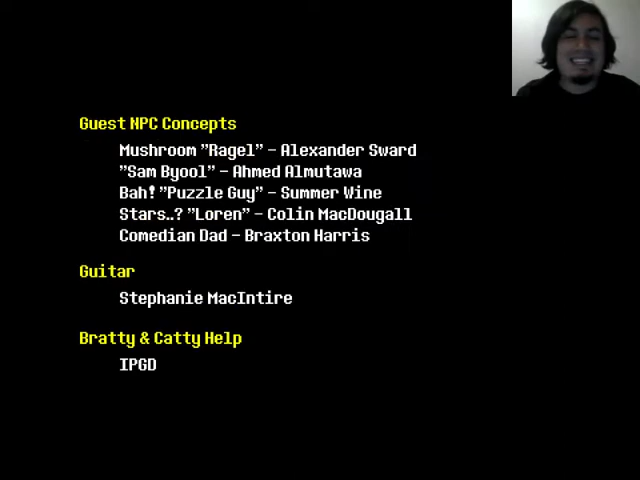 Guest NPC Concepts
Mushroom "Ragel" - Alexander Sward
"Sam Byool" - Ahmed Almutawa
Bah! "Puzzle Guy" - Summer Wine
Stars..? "Loren" - Colin MacDougall
Comedian Dad - Braxton Harris
Guitar
Stephanie MacIntire
Bratty & Catty Help
IPGD